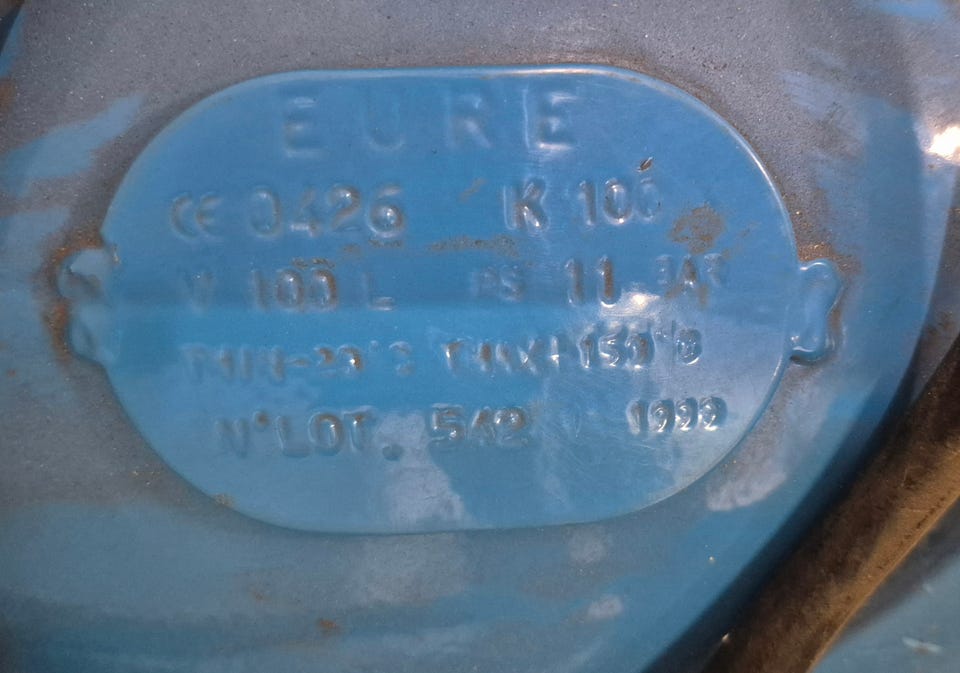 EURE
CE 0426 K 100
V 100 L PS 11 BAR
TMIN-20°C TMAX+150°C
N°LOT. 542 1999